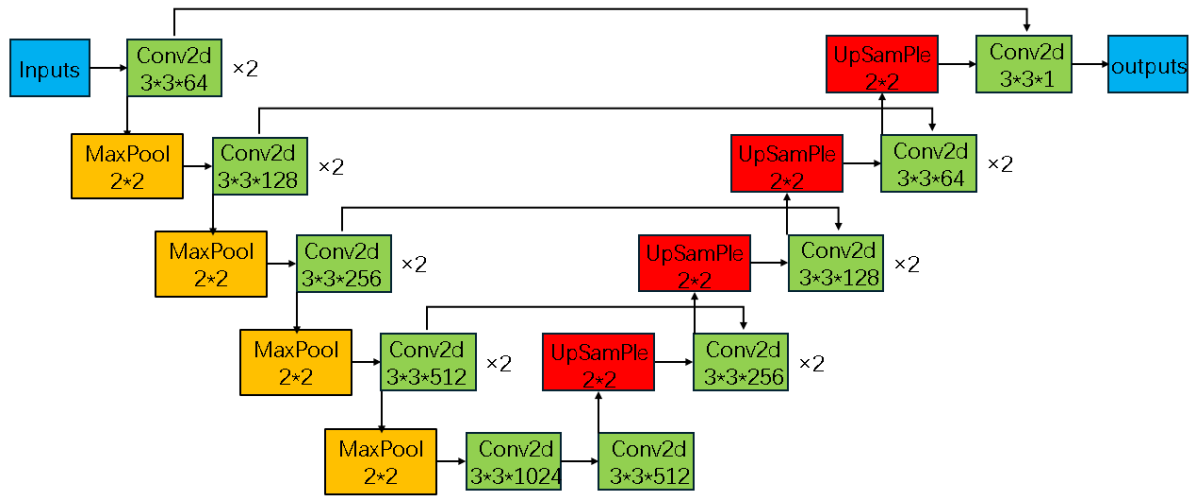 Inputs
Conv2d
3*3*64
×2
UpSamPle
2*2
Conv2d
3*3*1
outputs
MaxPool
2*2
Conv2d
3*3*128
×2
UpSamPle
2*2
Conv2d
3*3*64
×2
MaxPool
2*2
Conv2d
3*3*256
×2
UpSamPle
2*2
Conv2d
3*3*128
×2
MaxPool
2*2
Conv2d
3*3*512
×2
UpSamPle
2*2
Conv2d
3*3*256
×2
MaxPool
2*2
Conv2d
3*3*1024
Conv2d
3*3*512